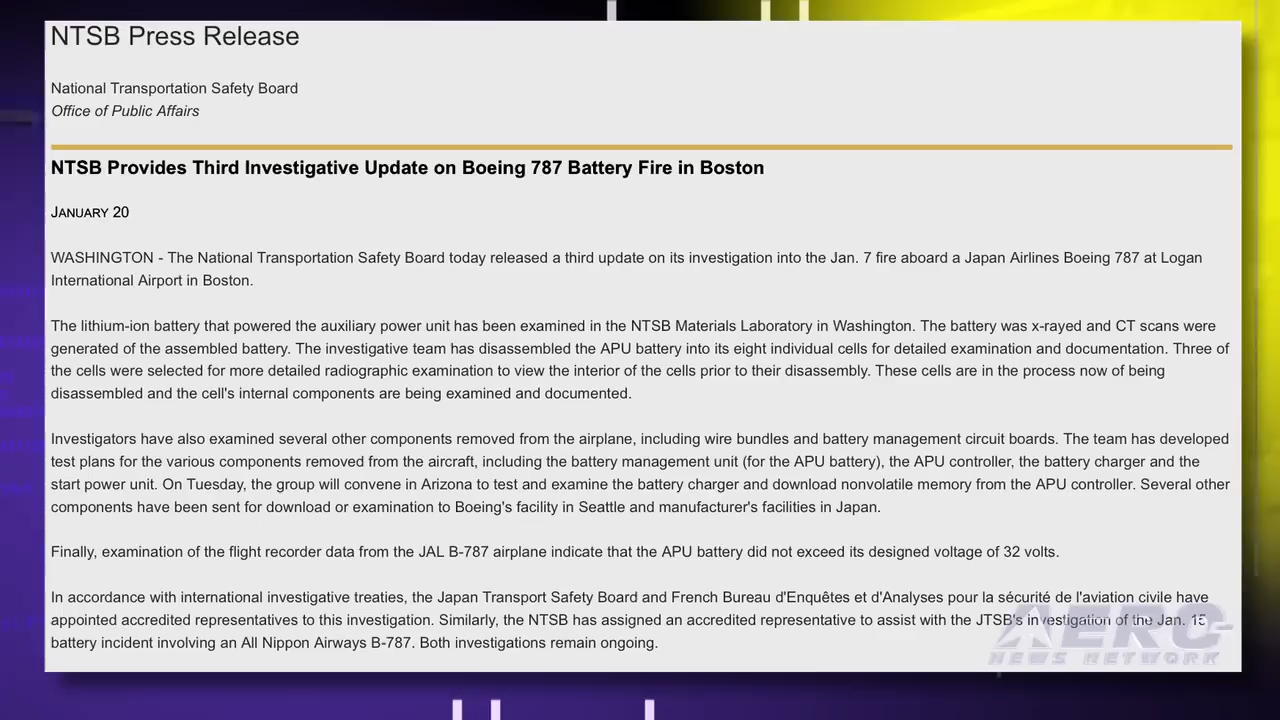 NTSB Press Release
National Transportation Safety Board
Office of Public Affairs
NTSB Provides Third Investigative Update on Boeing 787 Battery Fire in Boston
JANUARY 20
WASHINGTON - The National Transportation Safety Board today released a third update on its investigation into the Jan. 7 fire aboard a Japan Airlines Boeing 787 at Logan
International Airport in Boston.
The lithium-ion battery that powered the auxiliary power unit has been examined in the NTSB Materials Laboratory in Washington. The battery was x-rayed and CT scans were
generated of the assembled battery. The investigative team has disassembled the APU battery into its eight individual cells for detailed examination and documentation. Three of
the cells were selected for more detailed radiographic examination to view the interior of the cells prior to their disassembly. These cells are in the process now of being
disassembled and the cell's internal components are being examined and documented.
Investigators have also examined several other components removed from the airplane, including wire bundles and battery management circuit boards. The team has developed
test plans for the various components removed from the aircraft, including the battery management unit (for the APU battery), the APU controller, the battery charger and the
start power unit. On Tuesday, the group will convene in Arizona to test and examine the battery charger and download nonvolatile memory from the APU controller. Several other
components have been sent for download or examination to Boeing's facility in Seattle and manufacturer's facilities in Japan.
Finally, examination of the flight recorder data from the JAL B-787 airplane indicate that the APU battery did not exceed its designed voltage of 32 volts.
In accordance with international investigative treaties, the Japan Transport Safety Board and French Bureau d'Enquêtes et d'Analyses pour la sécurité de l'aviation civile have
appointed accredited representatives to this investigation. Similarly, the NTSB has assigned an accredited representative to assist with the JTSB's investigation of the Jan. 15
battery incident involving an All Nippon Airways B-787. Both investigations remain ongoing.
AERO
NEWS NETWORK